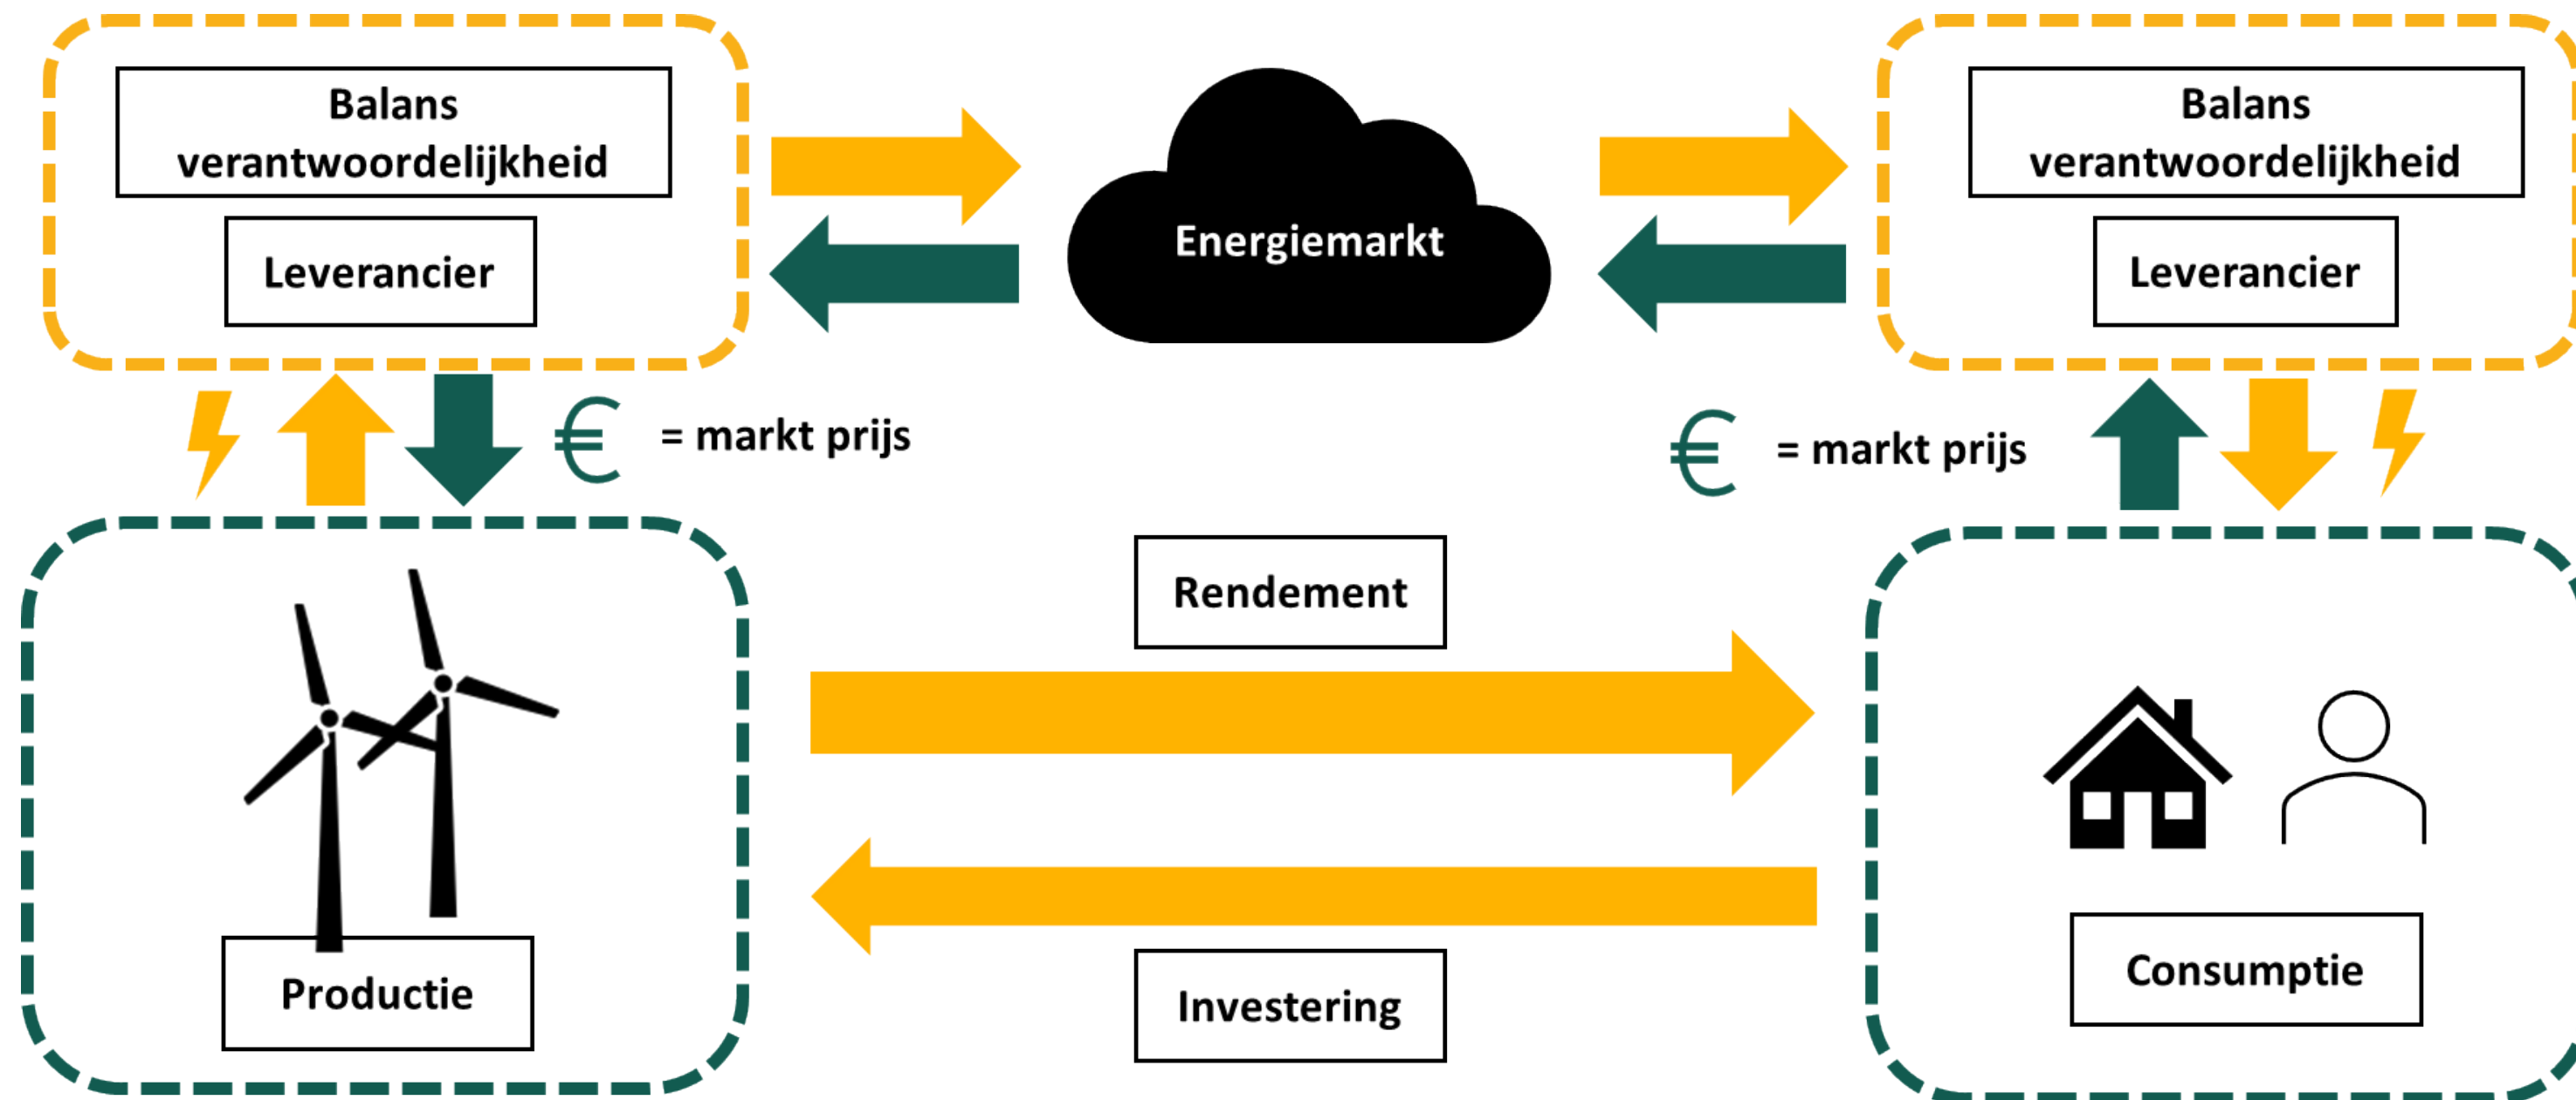 Balans
verantwoordelijkheid
Leverancier
Energiemarkt
Balans
verantwoordelijkheid
Leverancier
€ = markt prijs
€ = markt prijs
Rendement
Productie
Investering
Consumptie